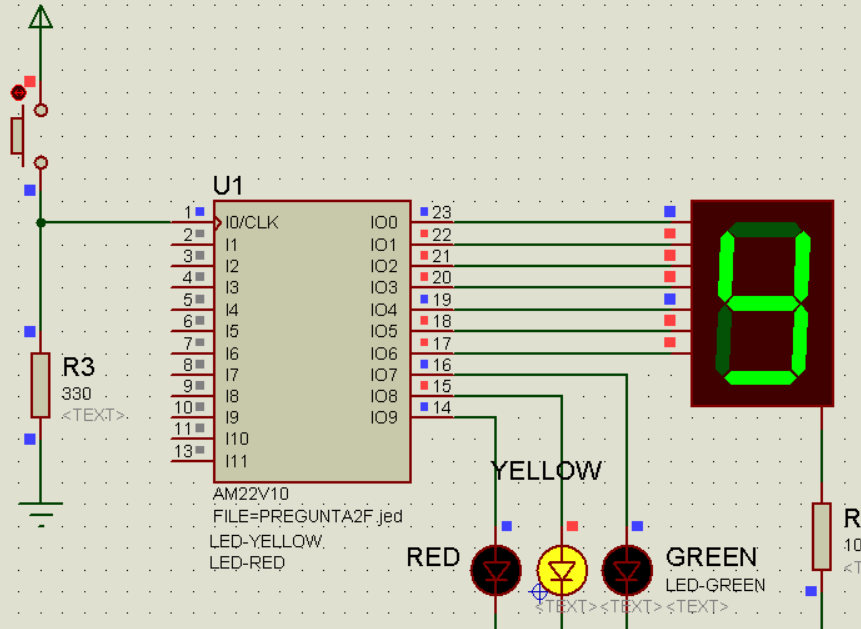 U1
1 I0/CLK IO0 23
2 I1 IO1 22
3 I2 IO2 21
4 I3 IO3 20
5 I4 IO4 19
6 I5 IO5 18
7 I6 IO6 17
8 I7 IO7 16
9 I8 IO8 15
10 I9 IO9 14
11 I10
13 I11
R3
330
<TEXT>
AM22V10
FILE=PREGUNTA2F.jed
LED-YELLOW
LED-RED
YELLOW
RED
GREEN
LED-GREEN
<TEXT><TEXT><TEXT>
R
10